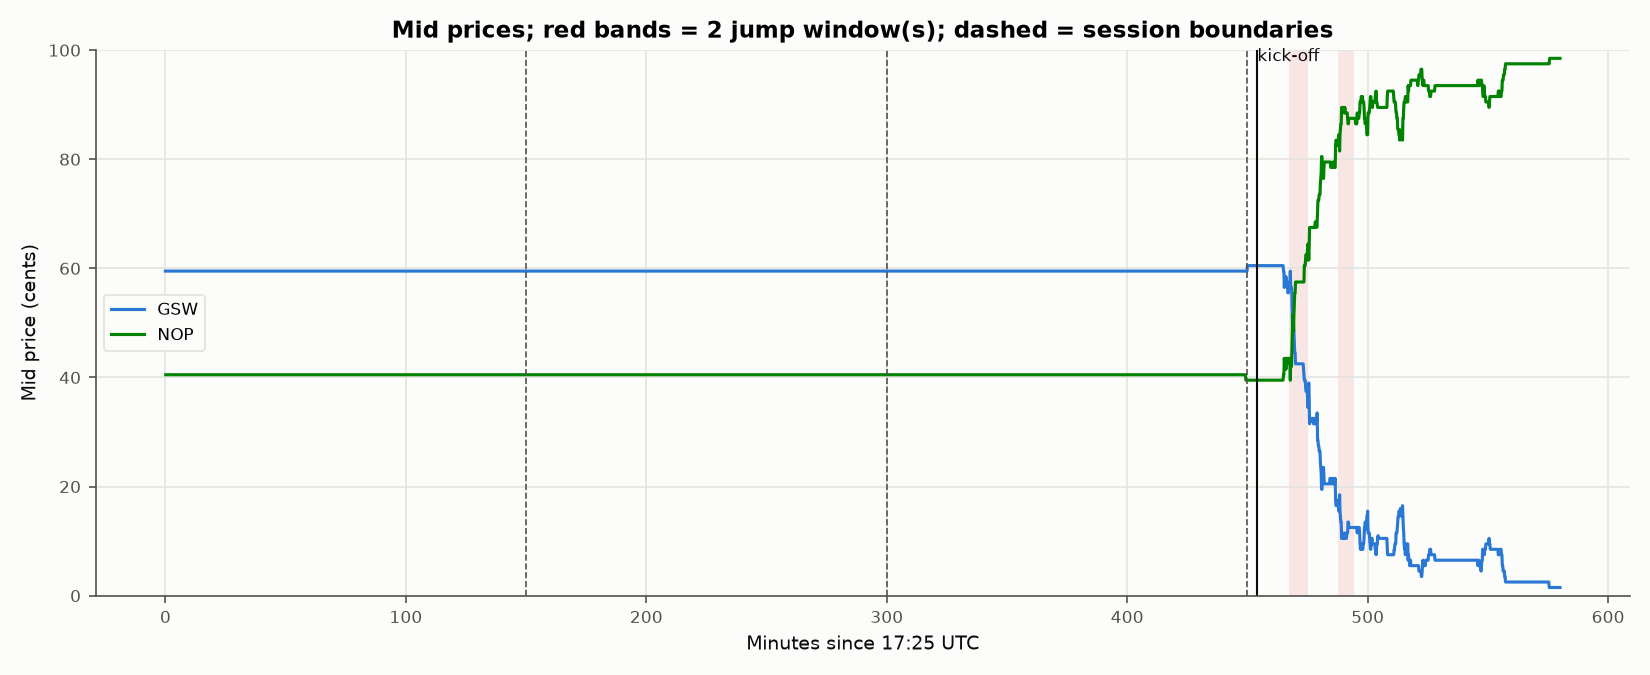 Mid prices; red bands = 2 jump window(s); dashed = session boundaries
kick-off
Mid price (cents)
100
80
60
40
20
0
GSW
NOP
0 100 200 300 400 500 600
Minutes since 17:25 UTC